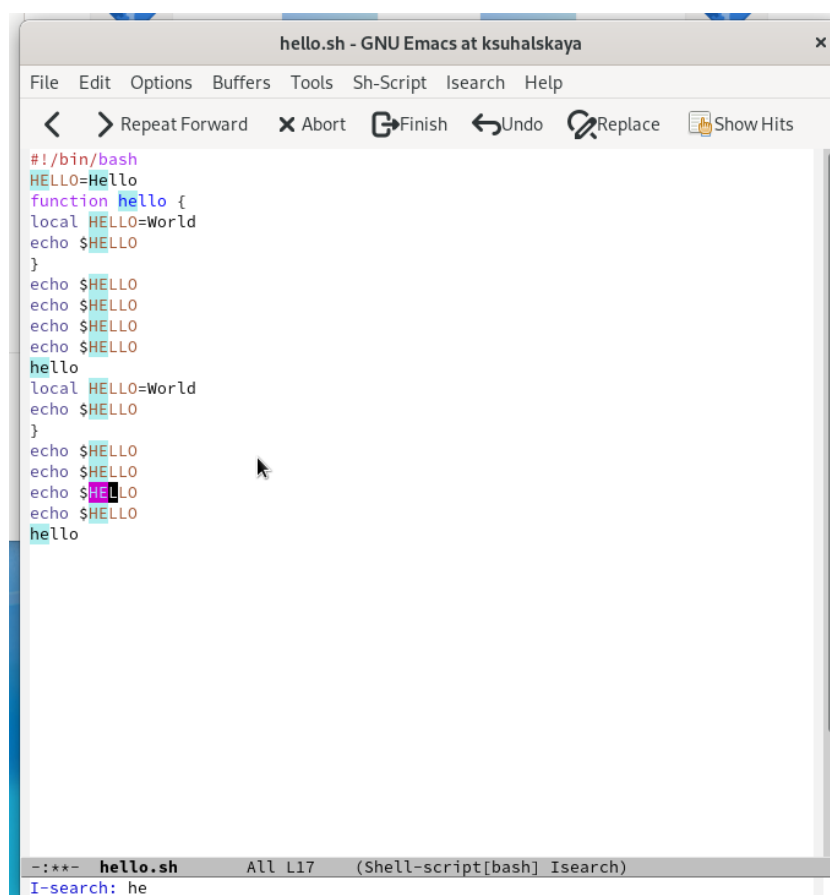 hello.sh - GNU Emacs at ksuhalskaya
File Edit Options Buffers Tools Sh-Script Isearch Help
Repeat Forward Abort Finish Undo Replace Show Hits
#!/bin/bash
HELLO=Hello
function hello {
local HELLO=World
echo $HELLO
}
echo $HELLO
echo $HELLO
echo $HELLO
echo $HELLO
hello
local HELLO=World
echo $HELLO
}
echo $HELLO
echo $HELLO
echo $HELLO
echo $HELLO
hello
-:**- hello.sh All L17 (Shell-script[bash] Isearch)
I-search: he